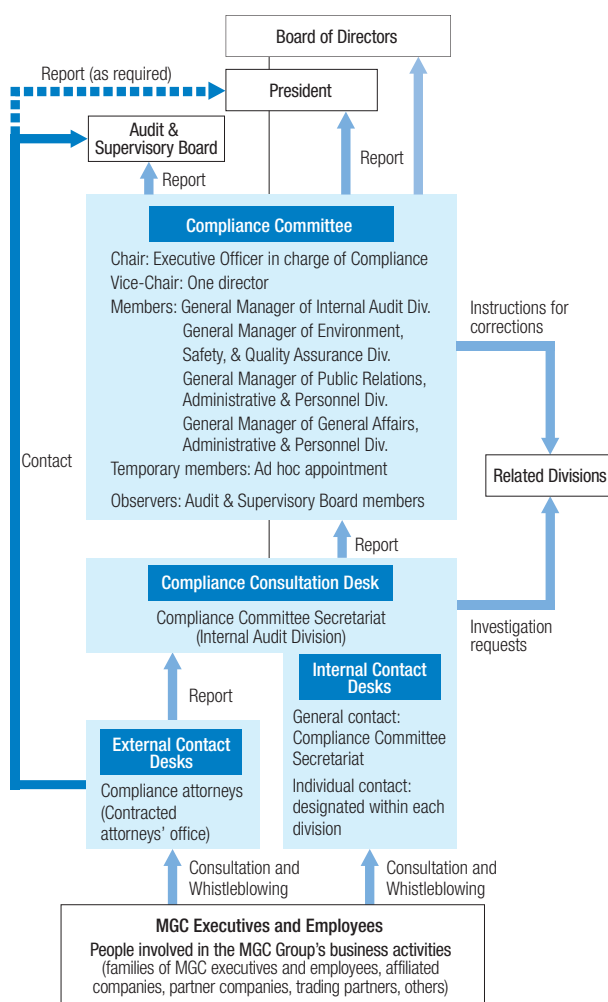 Board of Directors
Report (as required)
President
Audit &
Supervisory Board
Report
Report
Compliance Committee
Chair: Executive Officer in charge of Compliance
Vice-Chair: One director
Members: General Manager of Internal Audit Div.
General Manager of Environment,
Safety, & Quality Assurance Div.
General Manager of Public Relations,
Administrative & Personnel Div.
General Manager of General Affairs,
Administrative & Personnel Div.
Temporary members: Ad hoc appointment
Observers: Audit & Supervisory Board members
Instructions for
corrections
Contact
Related Divisions
Report
Compliance Consultation Desk
Compliance Committee Secretariat
(Internal Audit Division)
Investigation
requests
Report
Internal Contact
Desks
General contact:
Compliance Committee
Secretariat
Individual contact:
designated within each
division
External Contact
Desks
Compliance attorneys
(Contracted
attorneys' office)
Consultation and
Whistleblowing
Consultation and
Whistleblowing
MGC Executives and Employees
People involved in the MGC Group's business activities
(families of MGC executives and employees, affiliated
companies, partner companies, trading partners, others)